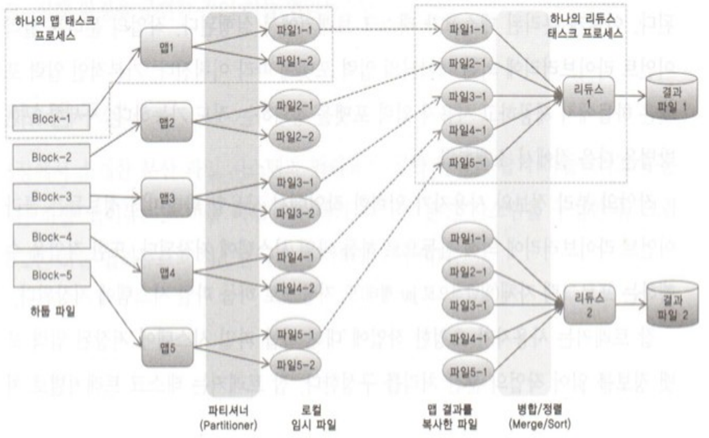 하나의 맵 태스크
프로세스
Block-1
Block-2
Block-3
Block-4
Block-5
하둡 파일
맵1
맵2
맵3
맵4
맵5
파티셔너
(Partitioner)
파일1-1
파일1-2
파일2-1
파일2-2
파일3-1
파일3-2
파일4-1
파일4-2
파일5-1
파일5-2
로컬
임시 파일
파일1-1
파일2-1
파일3-1
파일4-1
파일5-1
파일1-1
파일2-1
파일3-1
파일4-1
파일5-1
맵 결과를
복사한 파일
하나의 리듀스
태스크 프로세스
리듀스
1
리듀스
2
병합/정렬
(Merge/Sort)
결과
파일 1
결과
파일 2